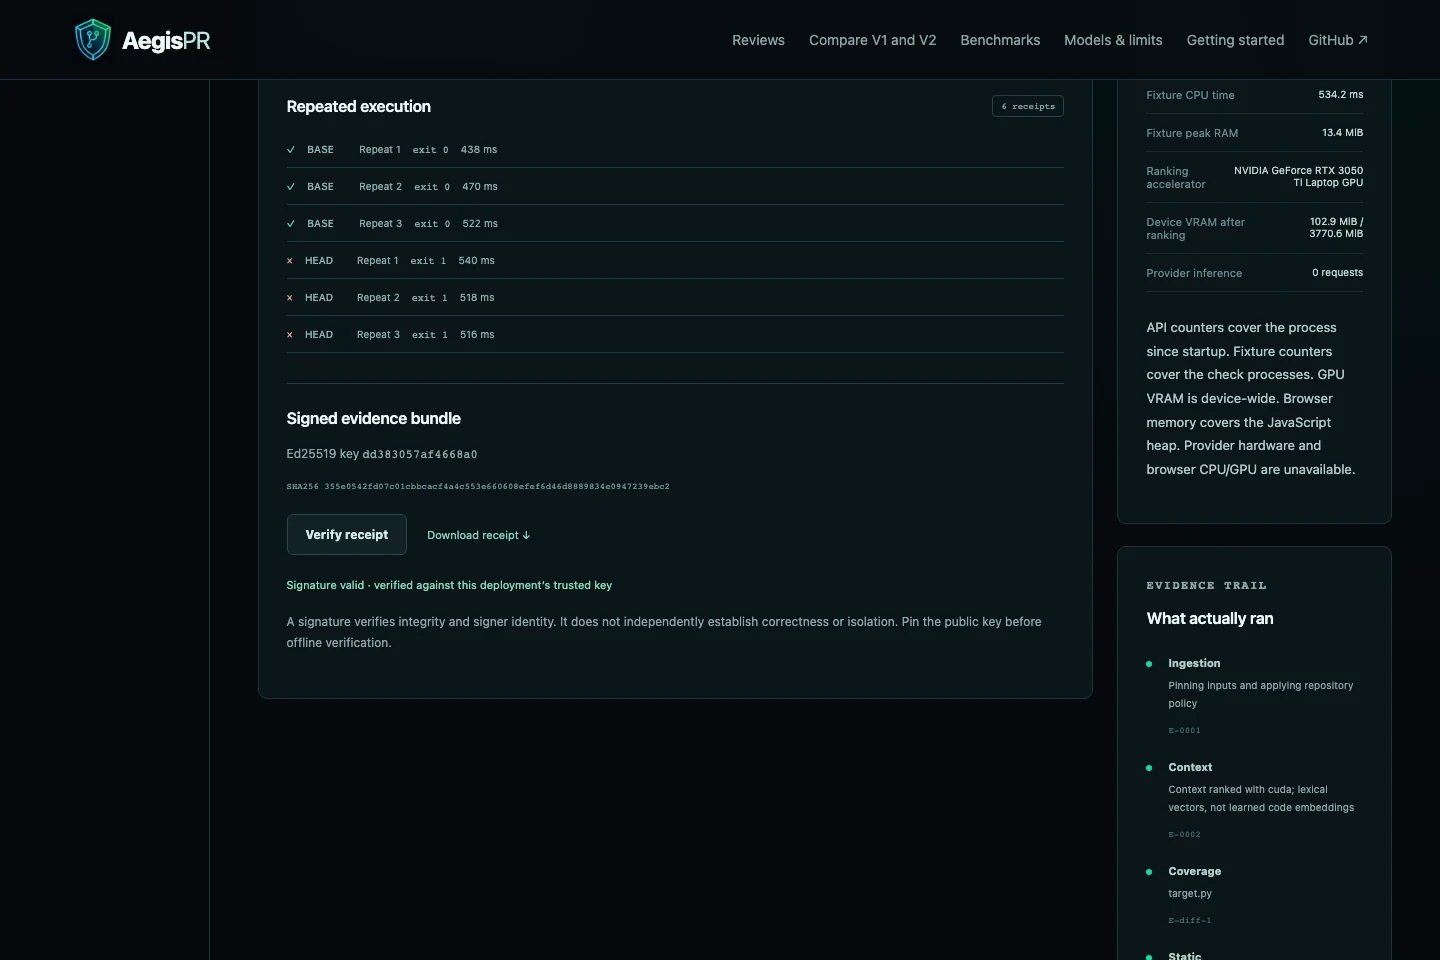 AegisPR
Reviews
Compare V1 and V2
Benchmarks
Models & limits
Getting started
GitHub ↗
Repeated execution
6 receipts
✓ BASE Repeat 1 exit 0 438 ms
✓ BASE Repeat 2 exit 0 470 ms
✓ BASE Repeat 3 exit 0 522 ms
× HEAD Repeat 1 exit 1 540 ms
× HEAD Repeat 2 exit 1 518 ms
× HEAD Repeat 3 exit 1 516 ms
Signed evidence bundle
Ed25519 key dd383057af4668a0
SHA256 355e0542fd07c01cbbcacf4a4c553e660608efef6d46d8889834e0947239ebc2
Verify receipt
Download receipt ↓
Signature valid · verified against this deployment's trusted key
A signature verifies integrity and signer identity. It does not independently establish correctness or isolation. Pin the public key before
offline verification.
Fixture CPU time 534.2 ms
Fixture peak RAM 13.4 MiB
Ranking NVIDIA GeForce RTX 3050
accelerator Ti Laptop GPU
Device VRAM after 102.9 MiB /
ranking 3770.6 MiB
Provider inference 0 requests
API counters cover the process
since startup. Fixture counters
cover the check processes. GPU
VRAM is device-wide. Browser
memory covers the JavaScript
heap. Provider hardware and
browser CPU/GPU are unavailable.
EVIDENCE TRAIL
What actually ran
Ingestion
Pinning inputs and applying repository
policy
E-0001
Context
Context ranked with cuda; lexical
vectors, not learned code embeddings
E-0002
Coverage
target.py
E-diff-1
Static